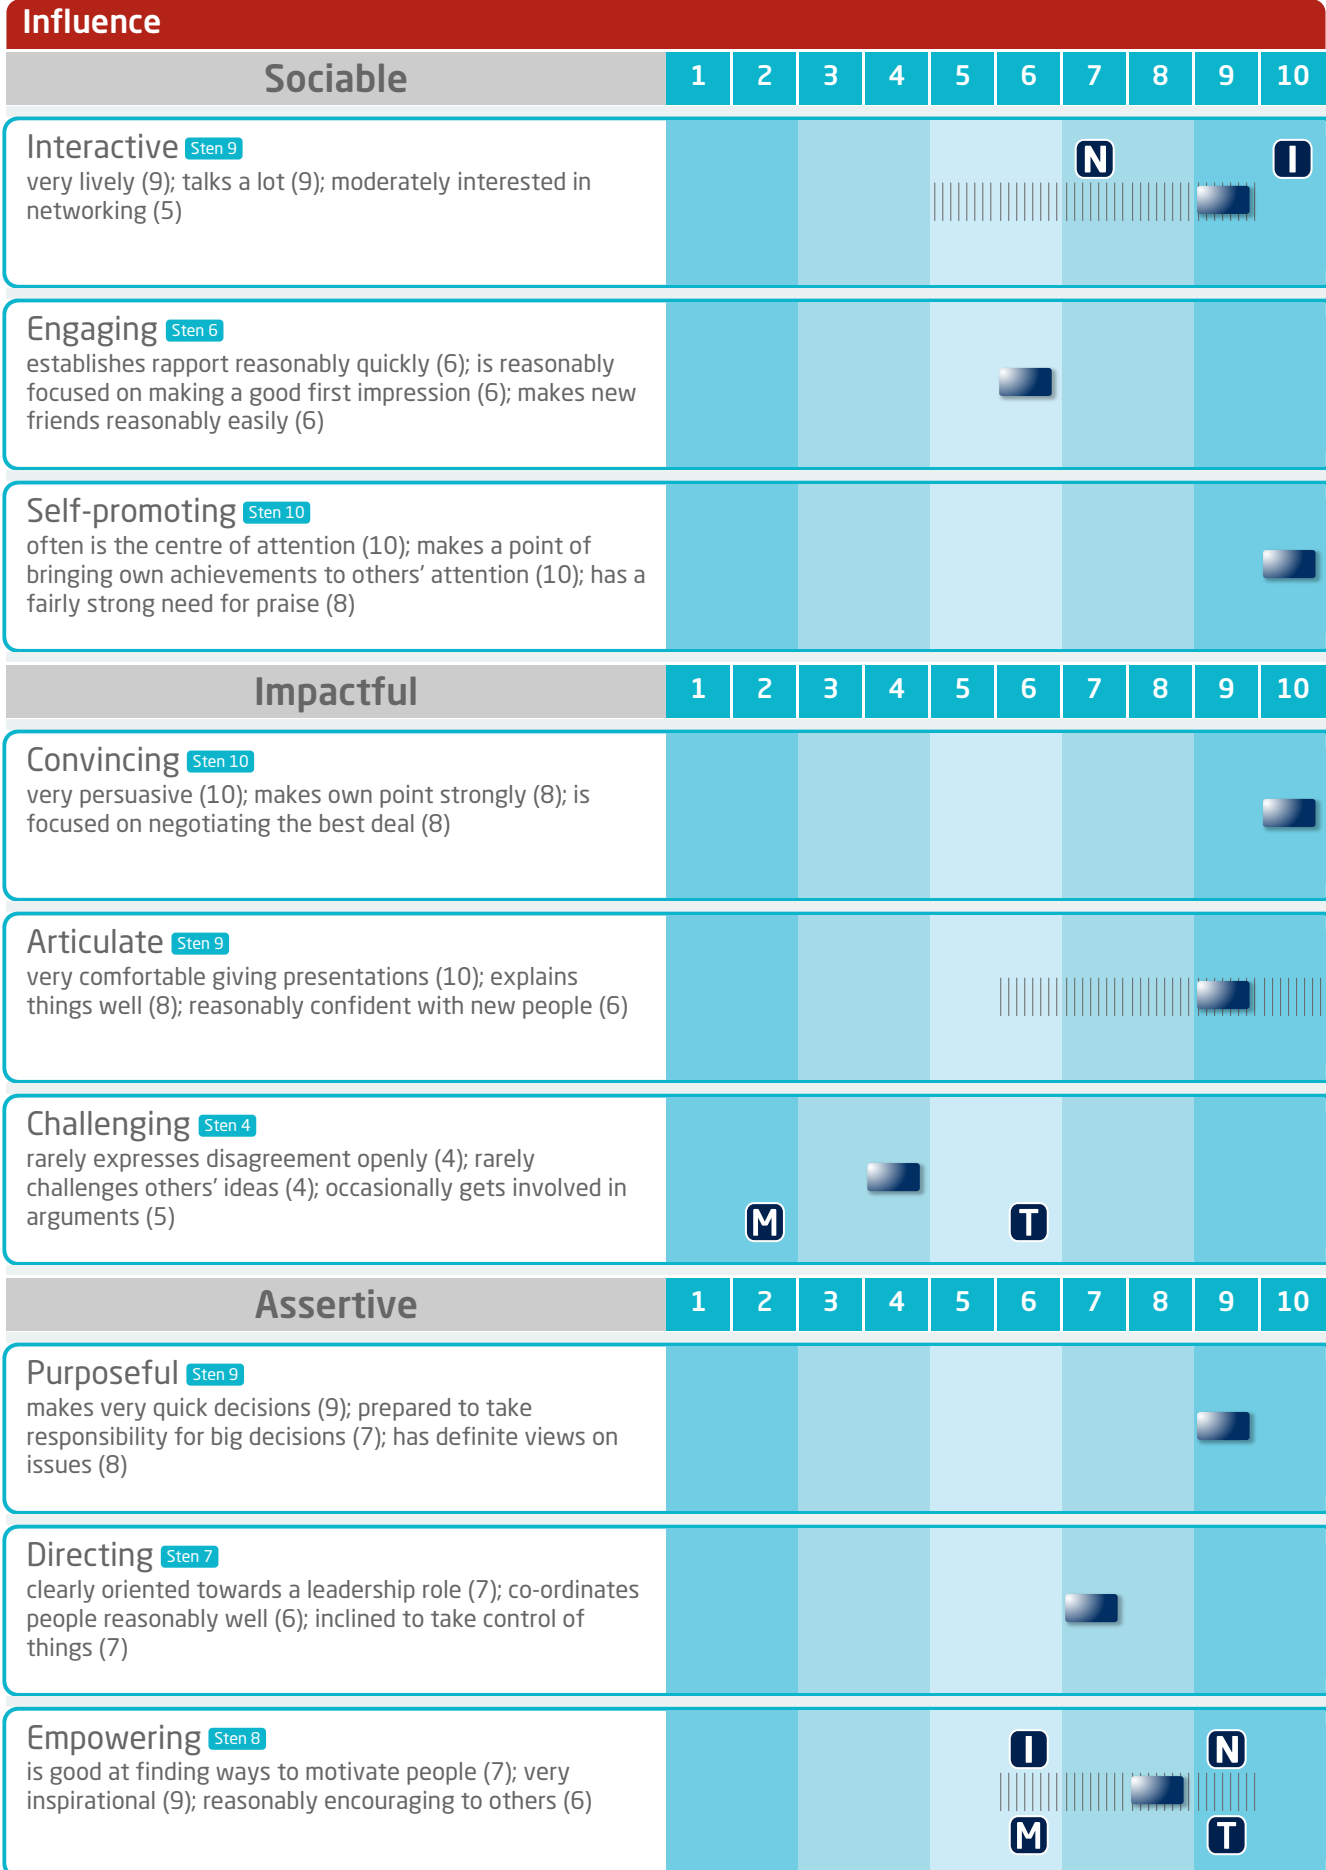 Influence
Sociable 1 2 3 4 5 6 7 8 9 10
Interactive Sten 9
very lively (9); talks a lot (9); moderately interested in
networking (5)
N I
Engaging Sten 6
establishes rapport reasonably quickly (6); is reasonably
focused on making a good first impression (6); makes new
friends reasonably easily (6)
Self-promoting Sten 10
often is the centre of attention (10); makes a point of
bringing own achievements to others’ attention (10); has a
fairly strong need for praise (8)
Impactful 1 2 3 4 5 6 7 8 9 10
Convincing Sten 10
very persuasive (10); makes own point strongly (8); is
focused on negotiating the best deal (8)
Articulate Sten 9
very comfortable giving presentations (10); explains
things well (8); reasonably confident with new people (6)
Challenging Sten 4
rarely expresses disagreement openly (4); rarely
challenges others’ ideas (4); occasionally gets involved in
arguments (5)
M T
Assertive 1 2 3 4 5 6 7 8 9 10
Purposeful Sten 9
makes very quick decisions (9); prepared to take
responsibility for big decisions (7); has definite views on
issues (8)
Directing Sten 7
clearly oriented towards a leadership role (7); co-ordinates
people reasonably well (6); inclined to take control of
things (7)
Empowering Sten 8
is good at finding ways to motivate people (7); very
inspirational (9); reasonably encouraging to others (6)
I N
M T